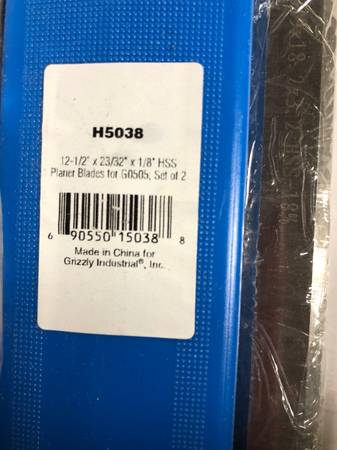 H5038
12-1/2" x 23/32" x 1/8" HSS
Planer Blades for G0505, Set of 2
6 90550 15038 8
Made in China for
Grizzly Industrial®, Inc.